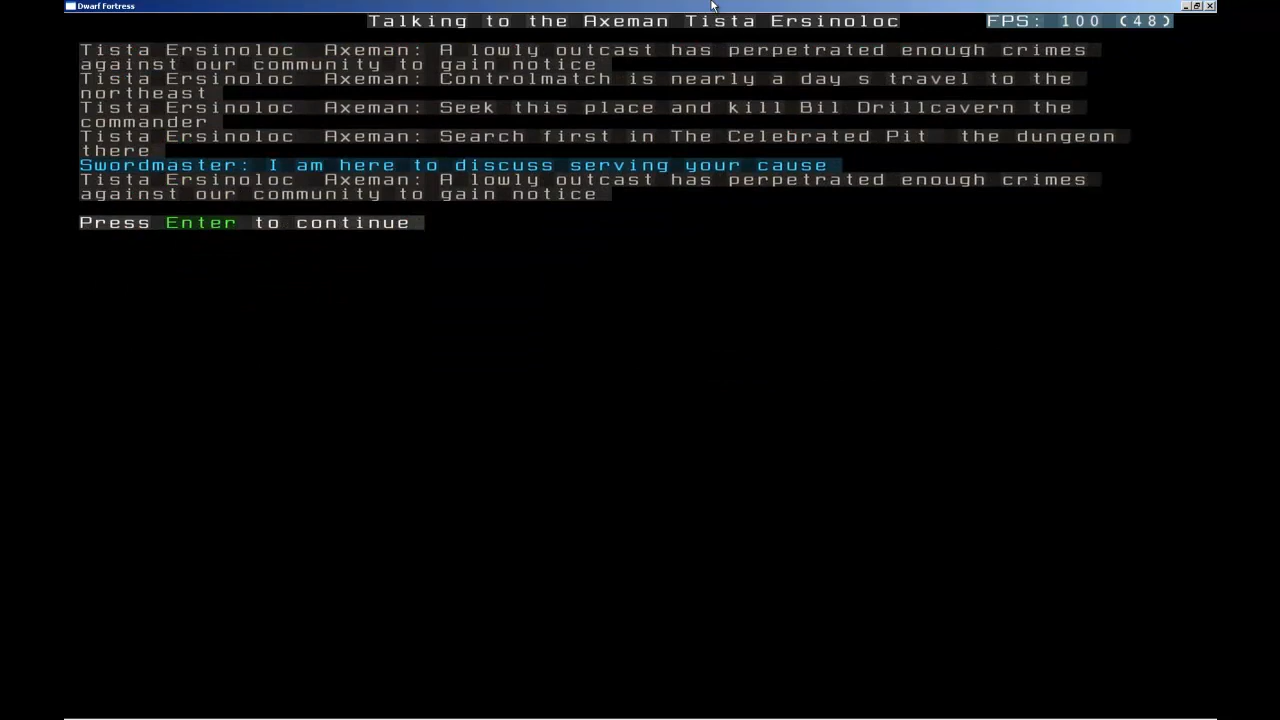 Dwarf Fortress
Talking to the Axeman Tista Ersinoloc
FPS: 100 (48)
Tista Ersinoloc Axeman: A lowly outcast has perpetrated enough crimes
against our community to gain notice
Tista Ersinoloc Axeman: Controlmatch is nearly a day s travel to the
northeast
Tista Ersinoloc Axeman: Seek this place and kill Bil Drillcavern the
commander
Tista Ersinoloc Axeman: Search first in The Celebrated Pit the dungeon
there
Swordmaster: I am here to discuss serving your cause
Tista Ersinoloc Axeman: A lowly outcast has perpetrated enough crimes
against our community to gain notice
Press Enter to continue